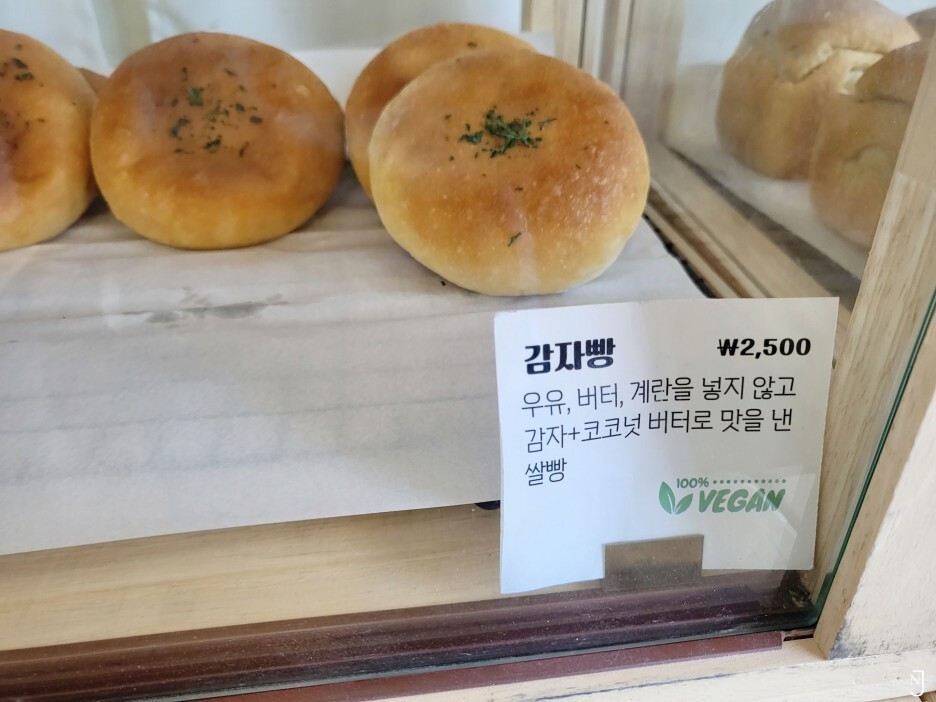 감자빵 ₩2,500
우유, 버터, 계란을 넣지 않고
감자+코코넛 버터로 맛을 낸
쌀빵
100%
VEGAN